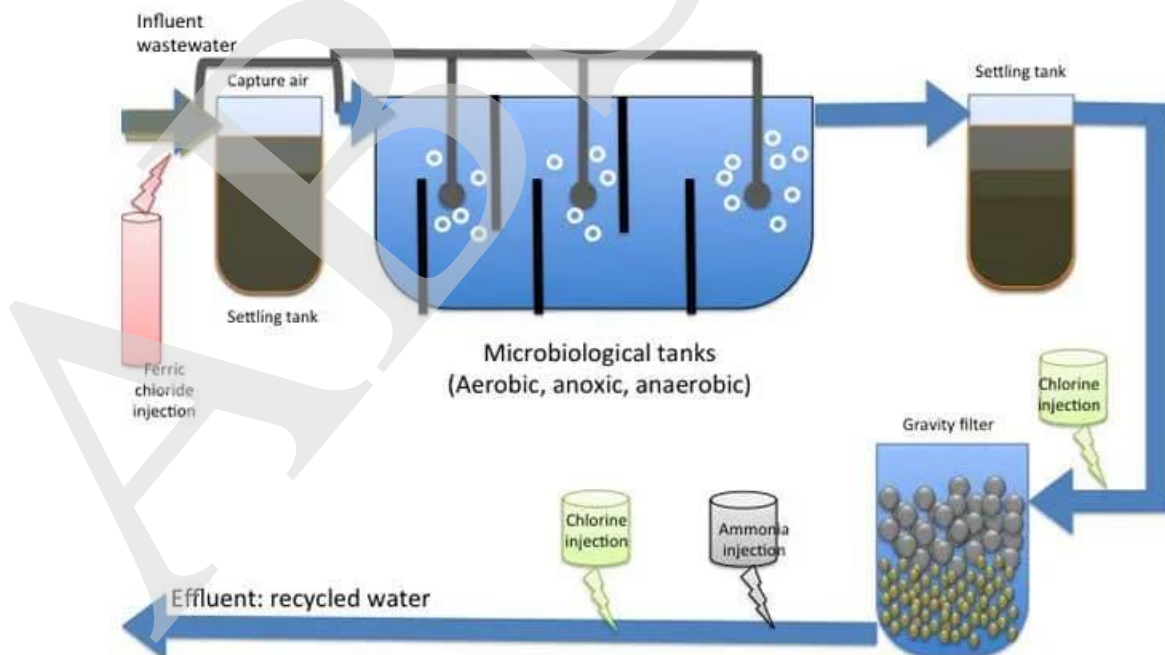 Influent
wastewater
Capture air
Settling tank
Settling tank
Ferric
chloride
injection
Microbiological tanks
(Aerobic, anoxic, anaerobic)
Chlorine
injection
Gravity filter
Chlorine
injection
Ammonia
injection
Effluent: recycled water